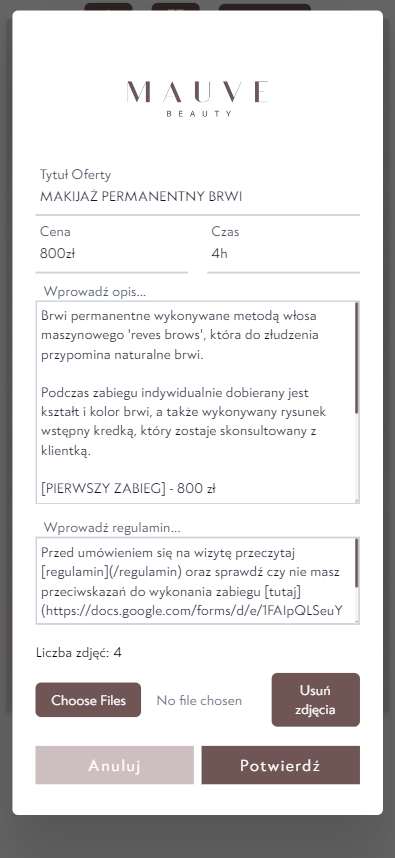 MAUVE
BEAUTY
Tytuł Oferty
MAKIJAŻ PERMANENTNY BRWI
Cena
Czas
800zł
4h
Wprowadź opis...
Brwi permanentne wykonywane metodą włosa
maszynowego 'reves brows', która do złudzenia
przypomina naturalne brwi.
Podczas zabiegu indywidualnie dobierany jest
kształt i kolor brwi, a także wykonywany rysunek
wstępny kredką, który zostaje skonsultowany z
klientką.
[PIERWSZY ZABIEG] - 800 zł
Wprowadź regulamin...
Przed umówieniem się na wizytę przeczytaj
[regulamin](/regulamin) oraz sprawdź czy nie masz
przeciwskazań do wykonania zabiegu [tutaj]
(https://docs.google.com/forms/d/e/1FAIpQLSeuY
Liczba zdjęć: 4
Choose Files
No file chosen
Usuń
zdjęcia
Anuluj
Potwierdź